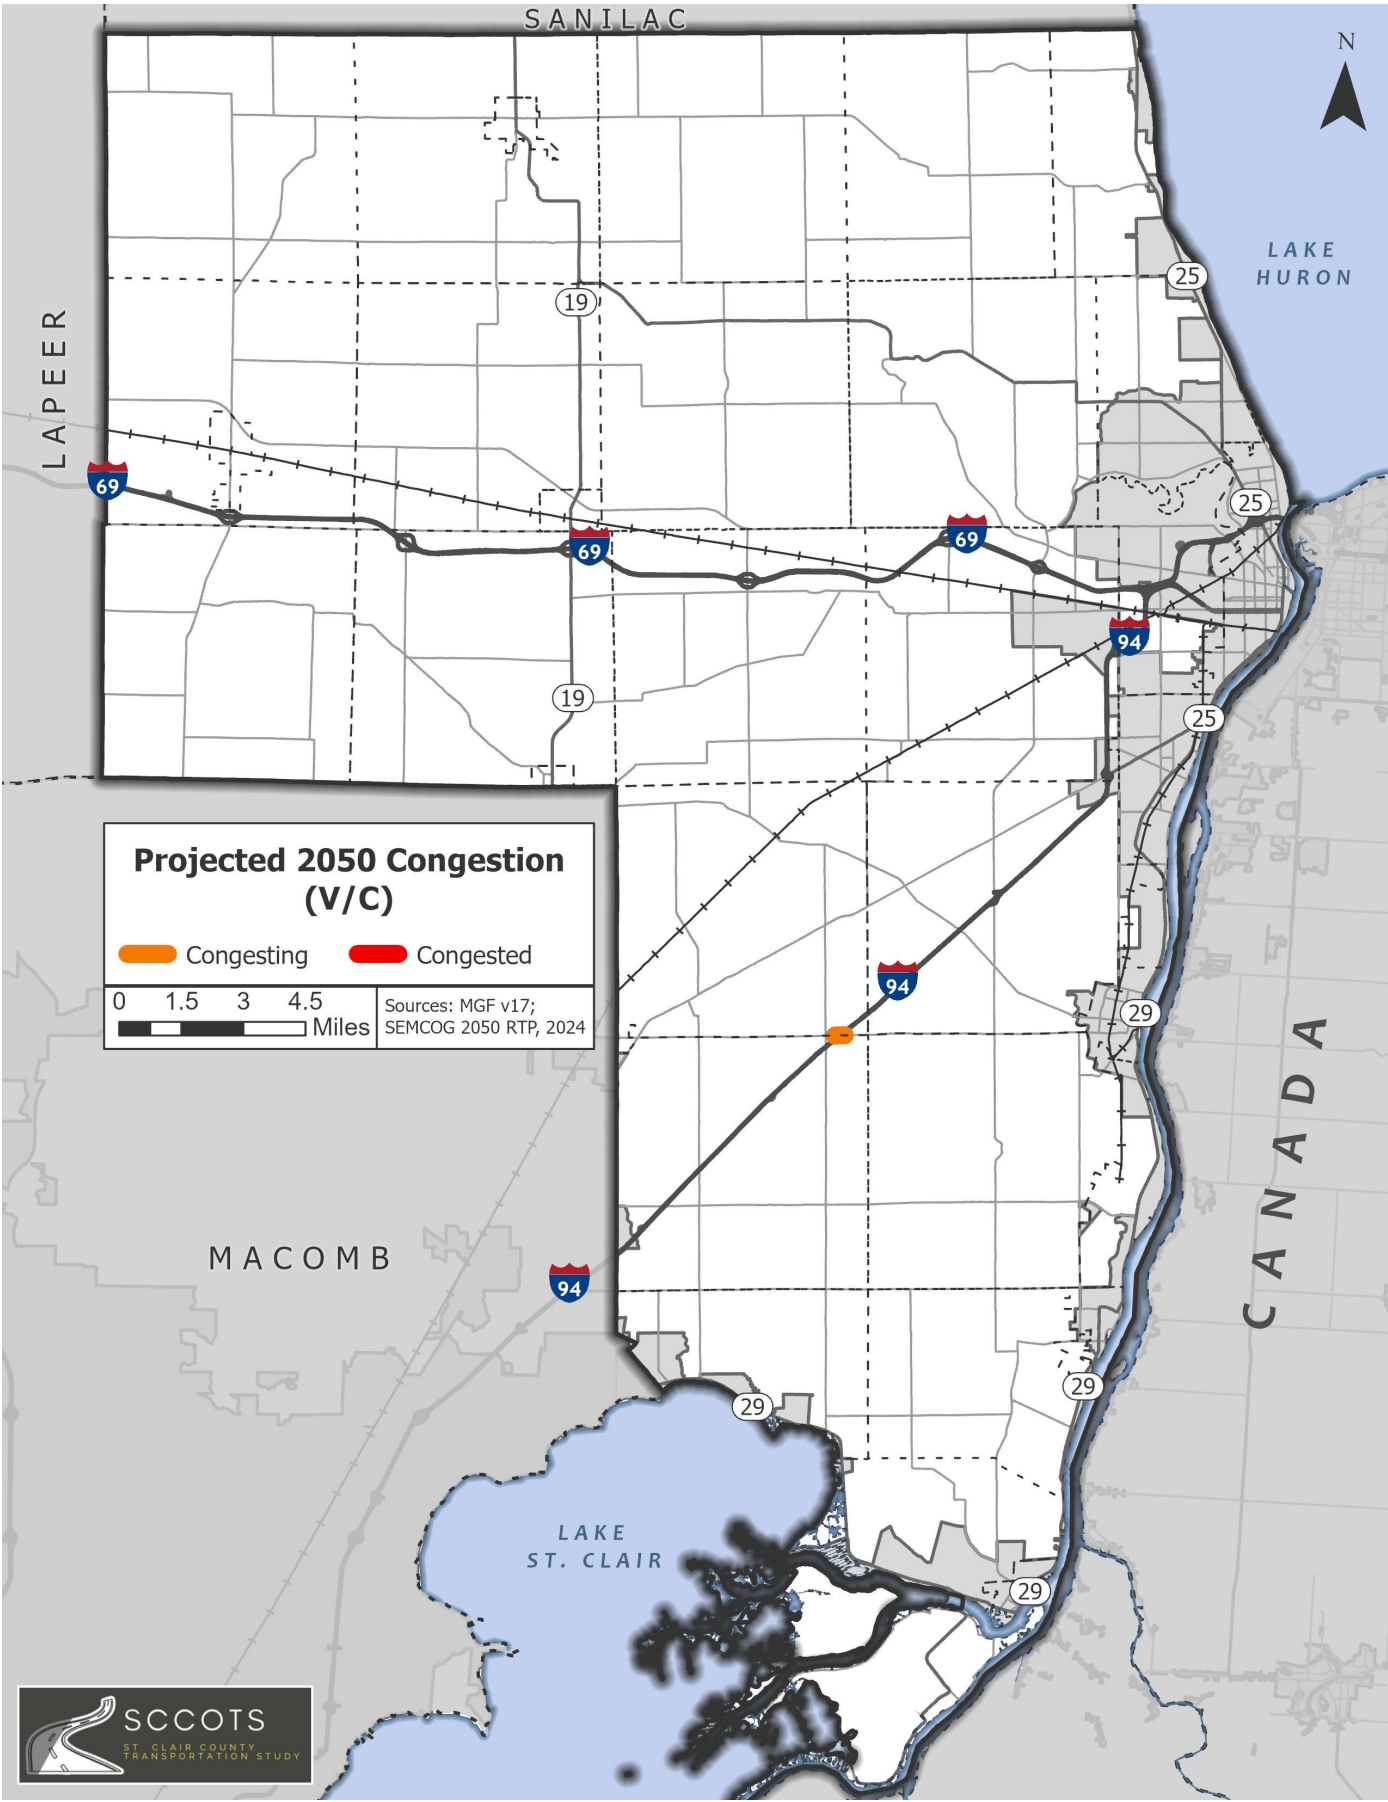 SANILAC
N
LAKE
HURON
25
19
LAPEER
69
25
69
69
94
19
25
Projected 2050 Congestion
(V/C)
Congesting
Congested
0 1.5 3 4.5
Miles
Sources: MGF v17;
SEMCOG 2050 RTP, 2024
94
29
CANADA
MACOMB
94
29
29
LAKE
ST. CLAIR
29
SCCOTS
ST. CLAIR COUNTY
TRANSPORTATION STUDY